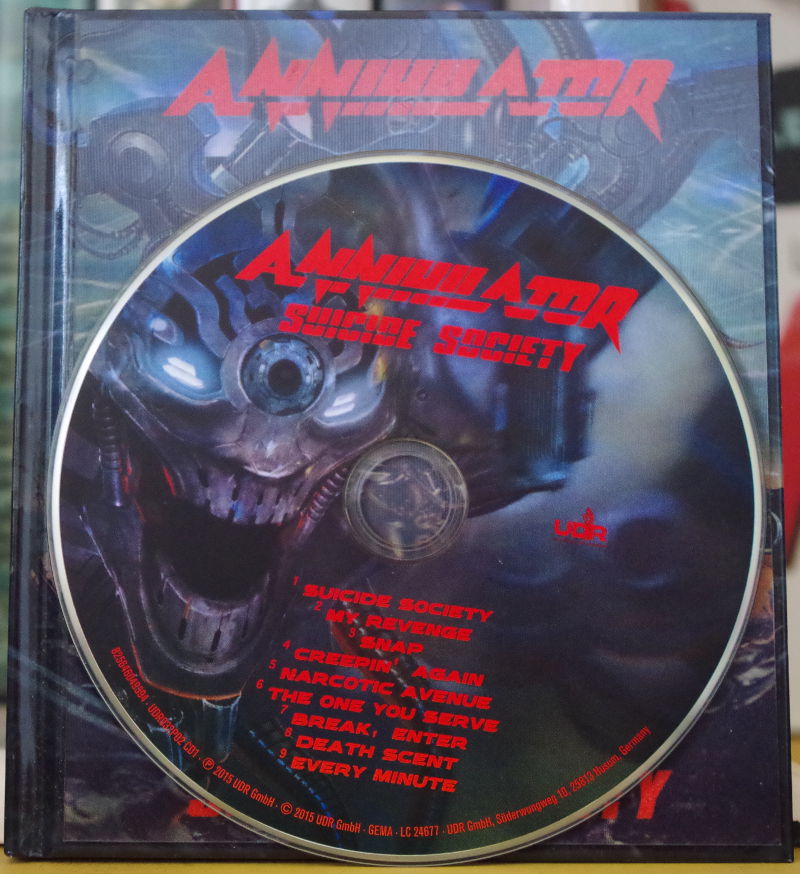 ANNIHILATOR
ANNIHILATOR
SUICIDE SOCIETY
UDR
1 SUICIDE SOCIETY
2 MY REVENGE
3 SNAP
4 CREEPIN' AGAIN
5 NARCOTIC AVENUE
6 THE ONE YOU SERVE
7 BREAK, ENTER
8 DEATH SCENT
9 EVERY MINUTE
℗ 2015 UDR GmbH · © 2015 UDR GmbH · GEMA · LC 24677 · UDR GmbH, Süderwungweg 10, 25813 Husum, Germany